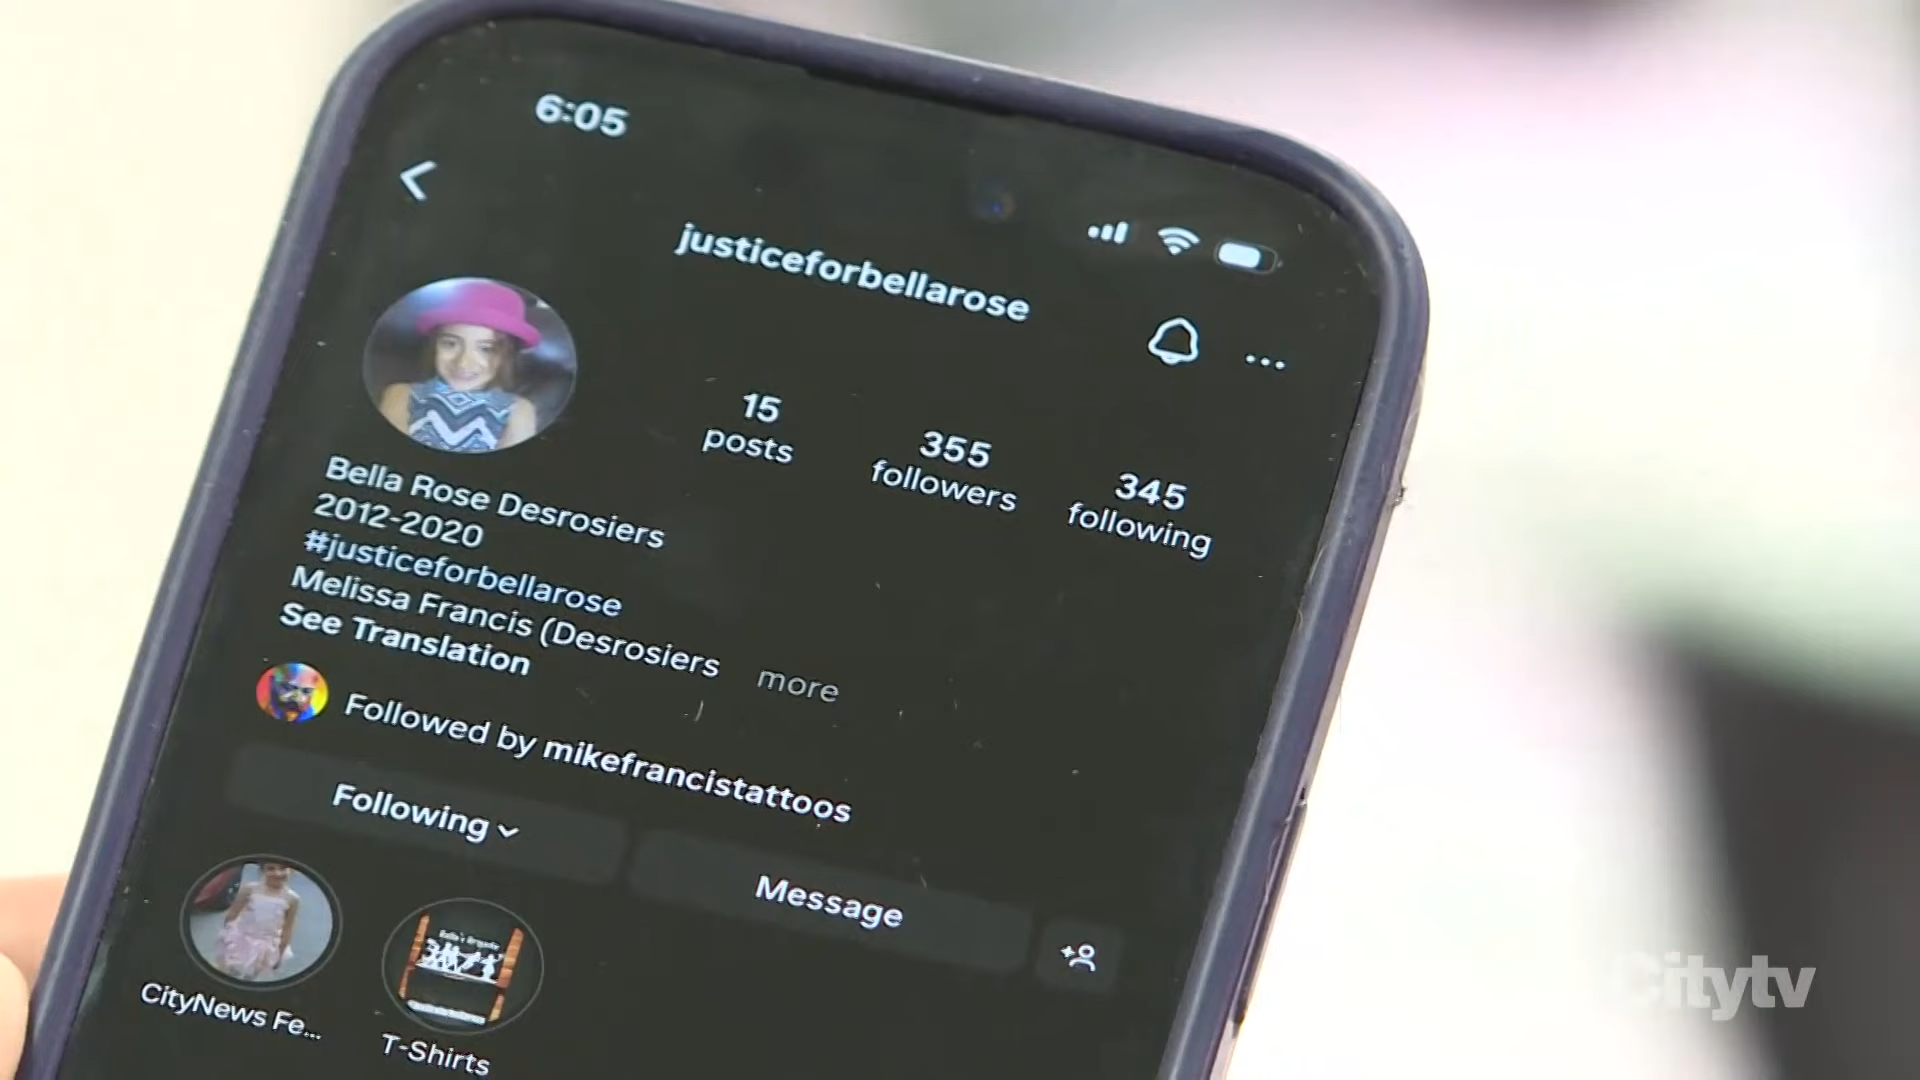 6:05
justiceforbellarose
15
posts
355
followers
345
following
Bella Rose Desrosiers
2012-2020
#justiceforbellarose
Melissa Francis (Desrosiers more
See Translation
Followed by mikefrancistattoos
Following
Message
CityNews Fe...
T-Shirts
Citytv